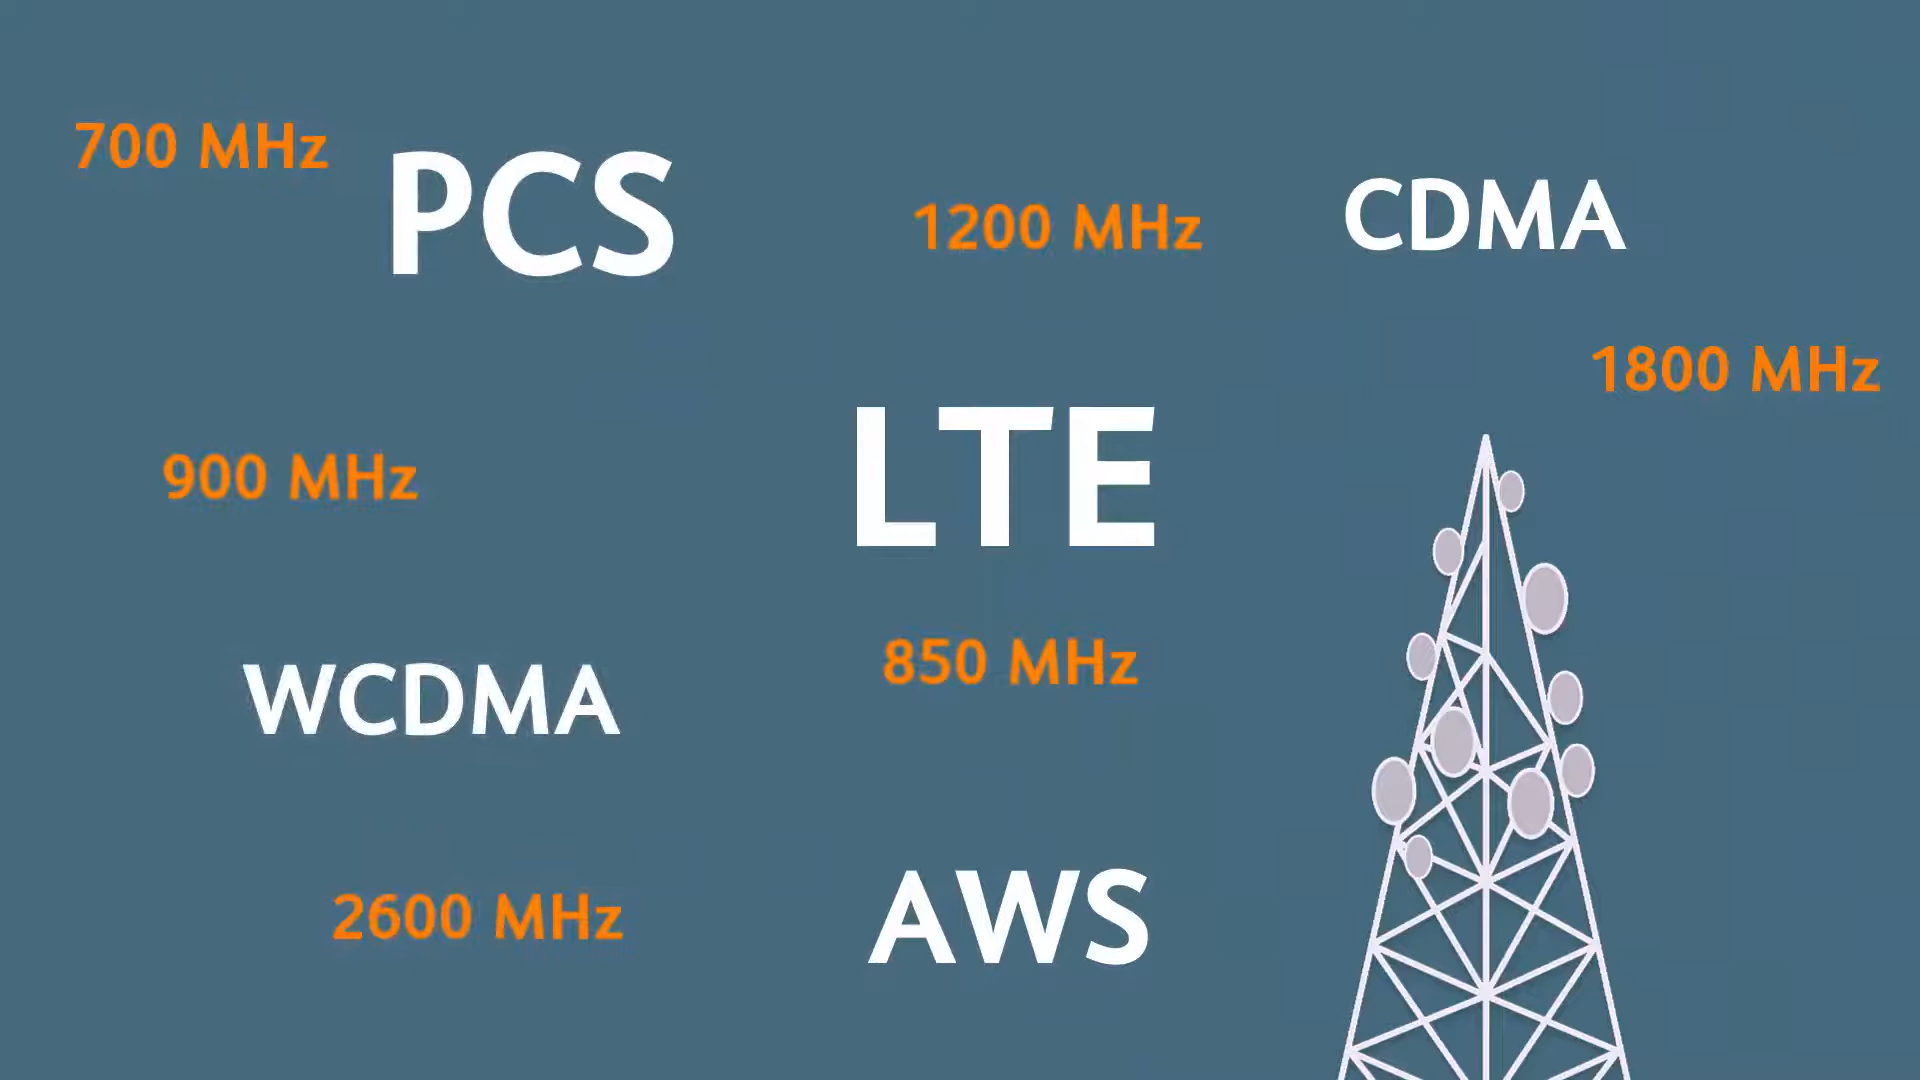 700 MHz
PCS
1200 MHz
CDMA
1800 MHz
900 MHz
LTE
WCDMA
850 MHz
2600 MHz
AWS